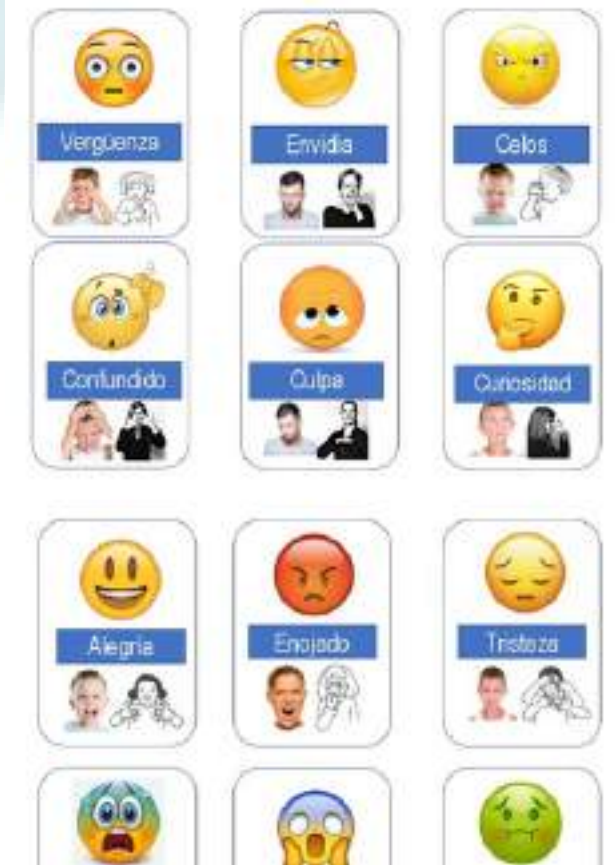 Vergüenza
Envidia
Celos
Confundido
Culpa
Curiosidad
Alegría
Enojado
Tristeza